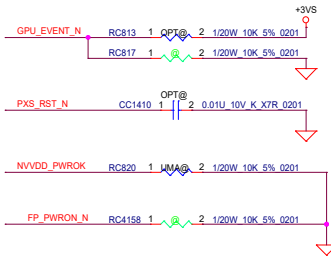 +3VS
GPU_EVENT_N RC813 1 OPT@ 2 1/20W_10K_5%_0201
RC817 1 @ 2 1/20W_10K_5%_0201
OPT@
PXS_RST_N CC1410 1 2 0.01U_10V_K_X7R_0201
NVVDD_PWROK RC820 1 UMA@ 2 1/20W_10K_5%_0201
FP_PWRON_N RC4158 1 @ 2 1/20W_10K_5%_0201